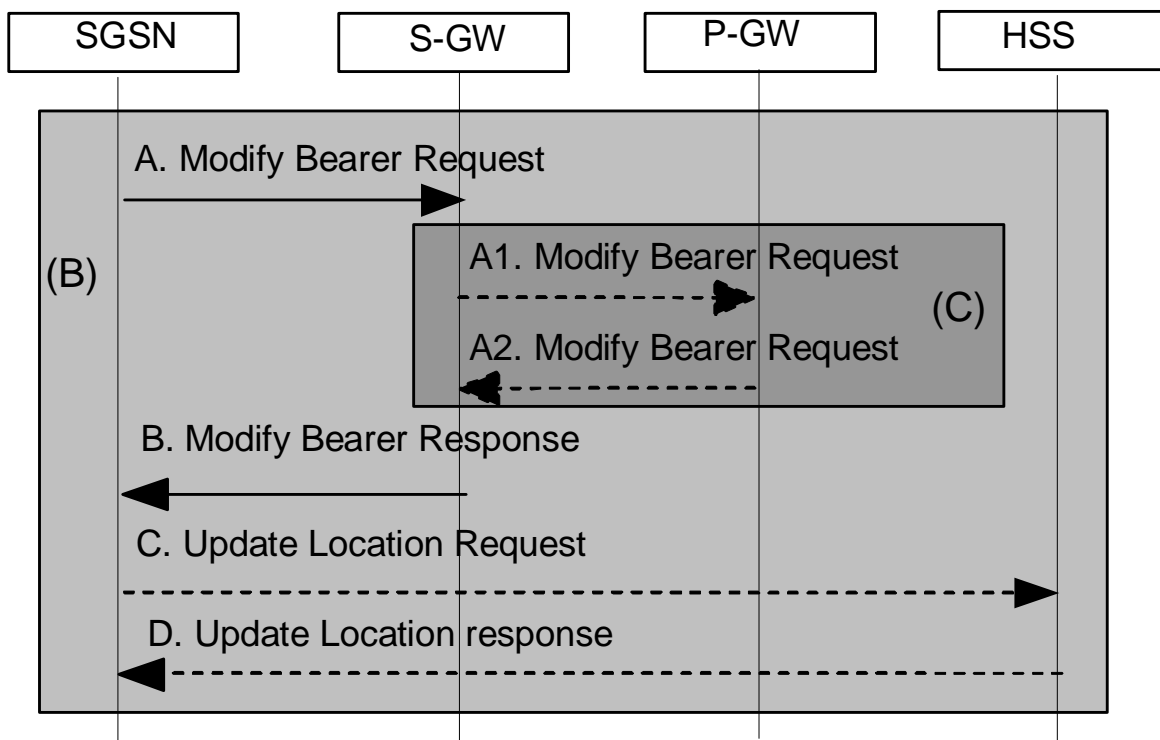 SGSN S-GW P-GW HSS
A. Modify Bearer Request
A1. Modify Bearer Request
(B)
(C)
A2. Modify Bearer Request
B. Modify Bearer Response
C. Update Location Request
D. Update Location response